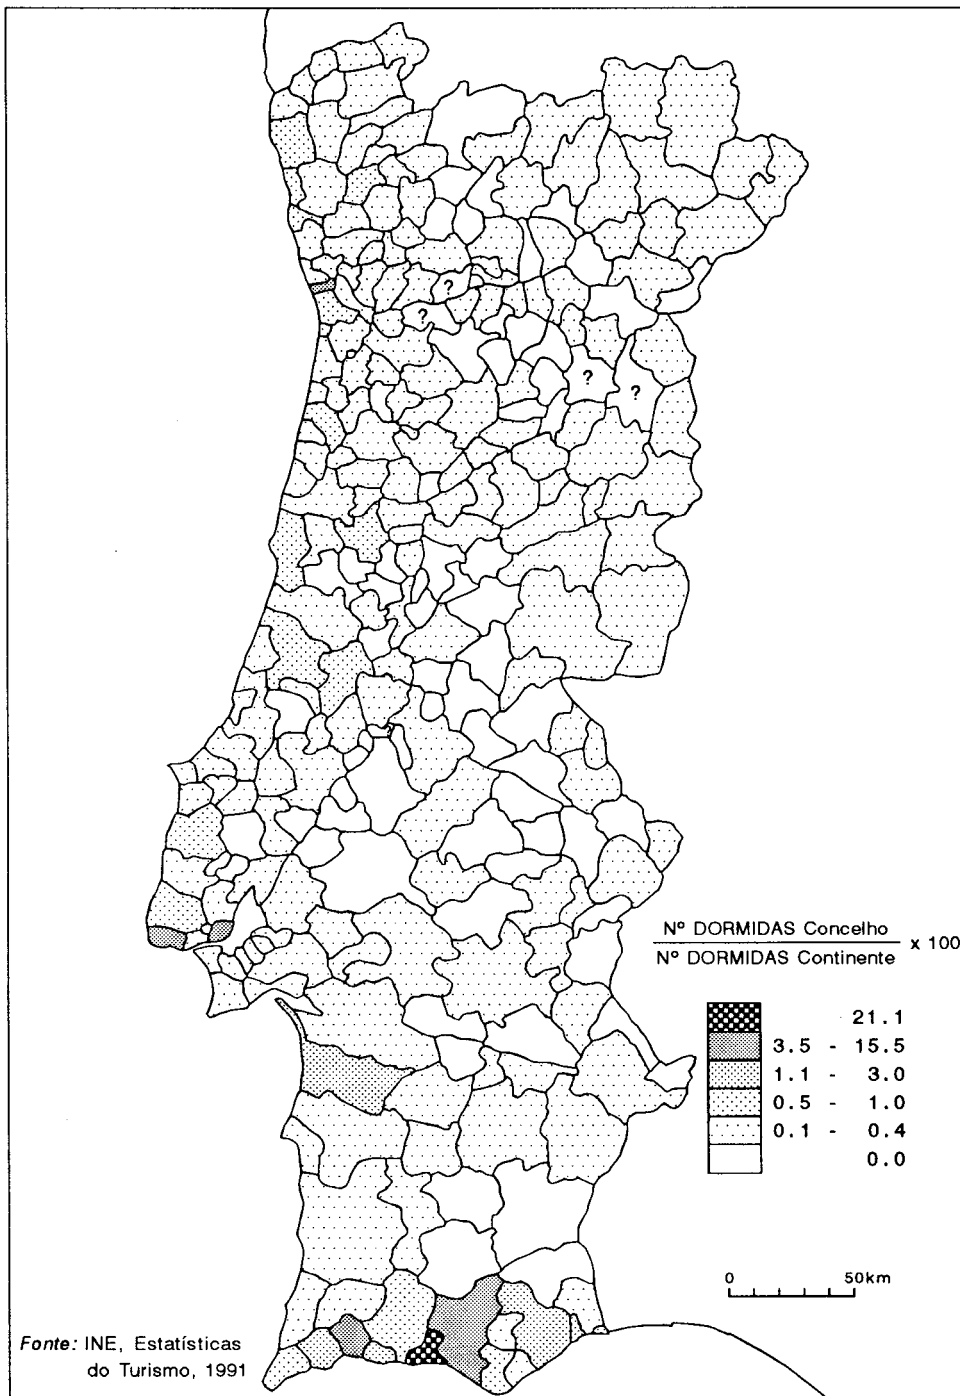 ?
?
?
?
Nº DORMIDAS Concelho
Nº DORMIDAS Continente
x 100
21.1
3.5 - 15.5
1.1 - 3.0
0.5 - 1.0
0.1 - 0.4
0.0
0 50km
Fonte: INE, Estatísticas
do Turismo, 1991